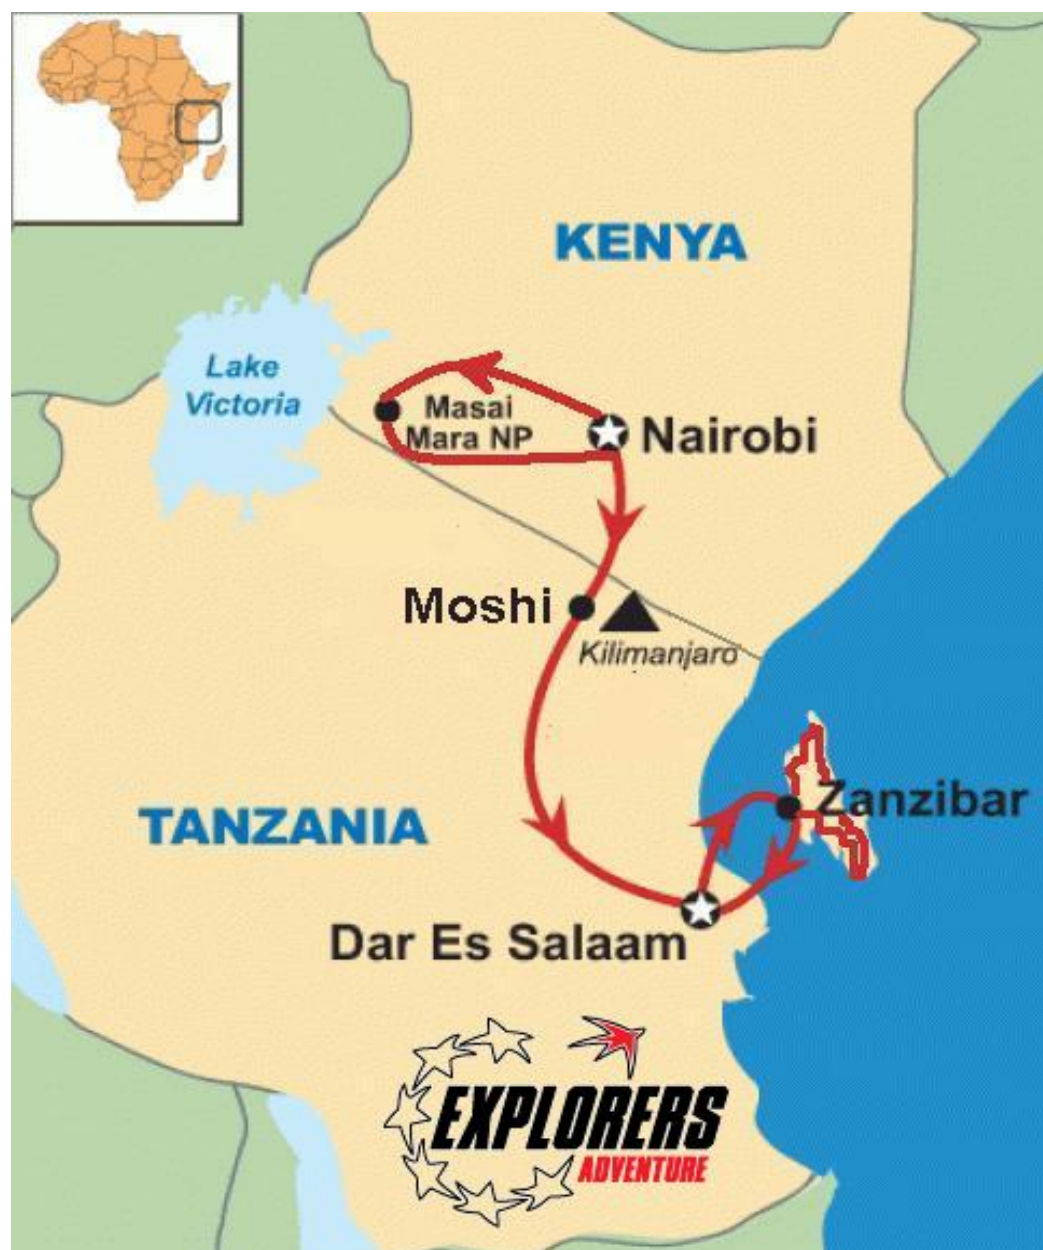 KENYA
Lake
Victoria
Masai
Mara NP
Nairobi
Moshi
Kilimanjaro
Zanzibar
TANZANIA
Dar Es Salaam
EXPLORERS
ADVENTURE